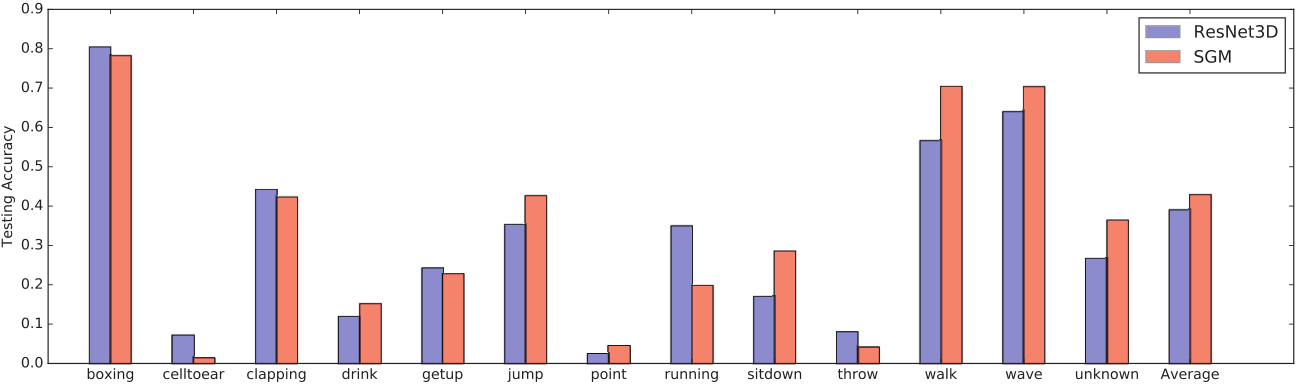 Testing Accuracy
0.9
0.8
0.7
0.6
0.5
0.4
0.3
0.2
0.1
0.0
ResNet3D
SGM
boxing celltoear clapping drink getup jump point running sitdown throw walk wave unknown Average